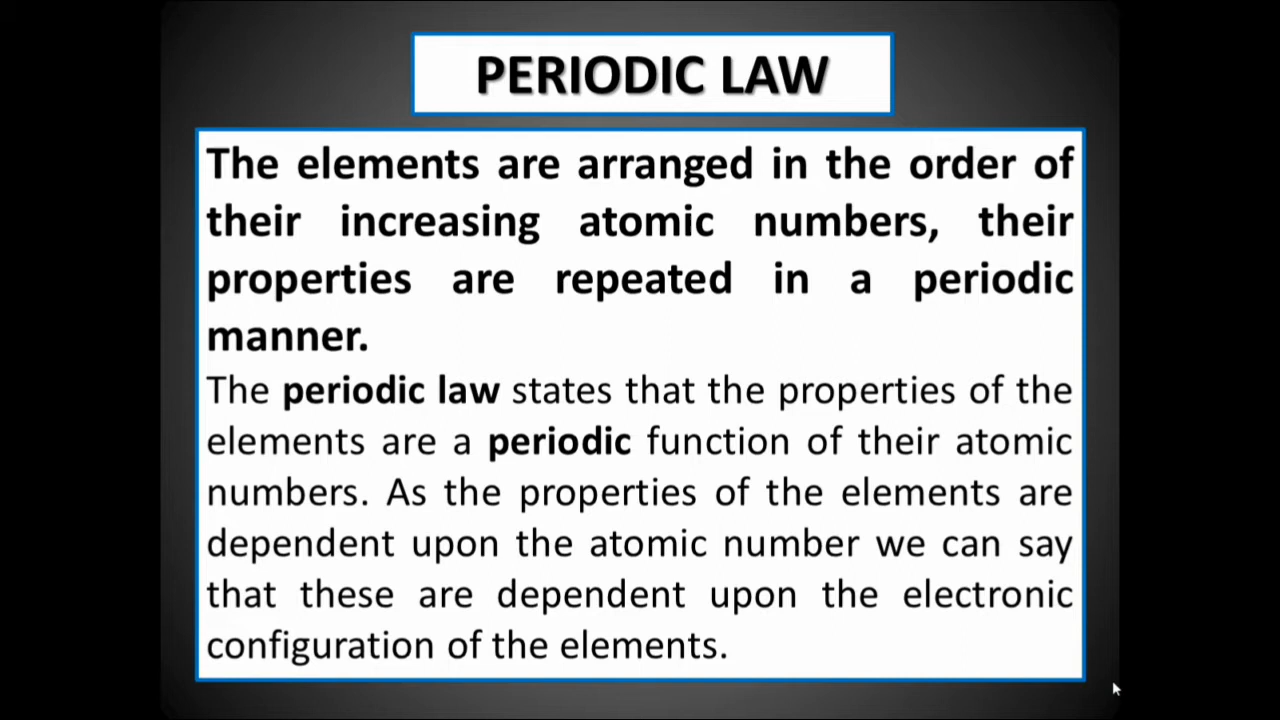 PERIODIC LAW
The elements are arranged in the order of
their increasing atomic numbers, their
properties are repeated in a periodic
manner.
The periodic law states that the properties of the
elements are a periodic function of their atomic
numbers. As the properties of the elements are
dependent upon the atomic number we can say
that these are dependent upon the electronic
configuration of the elements.